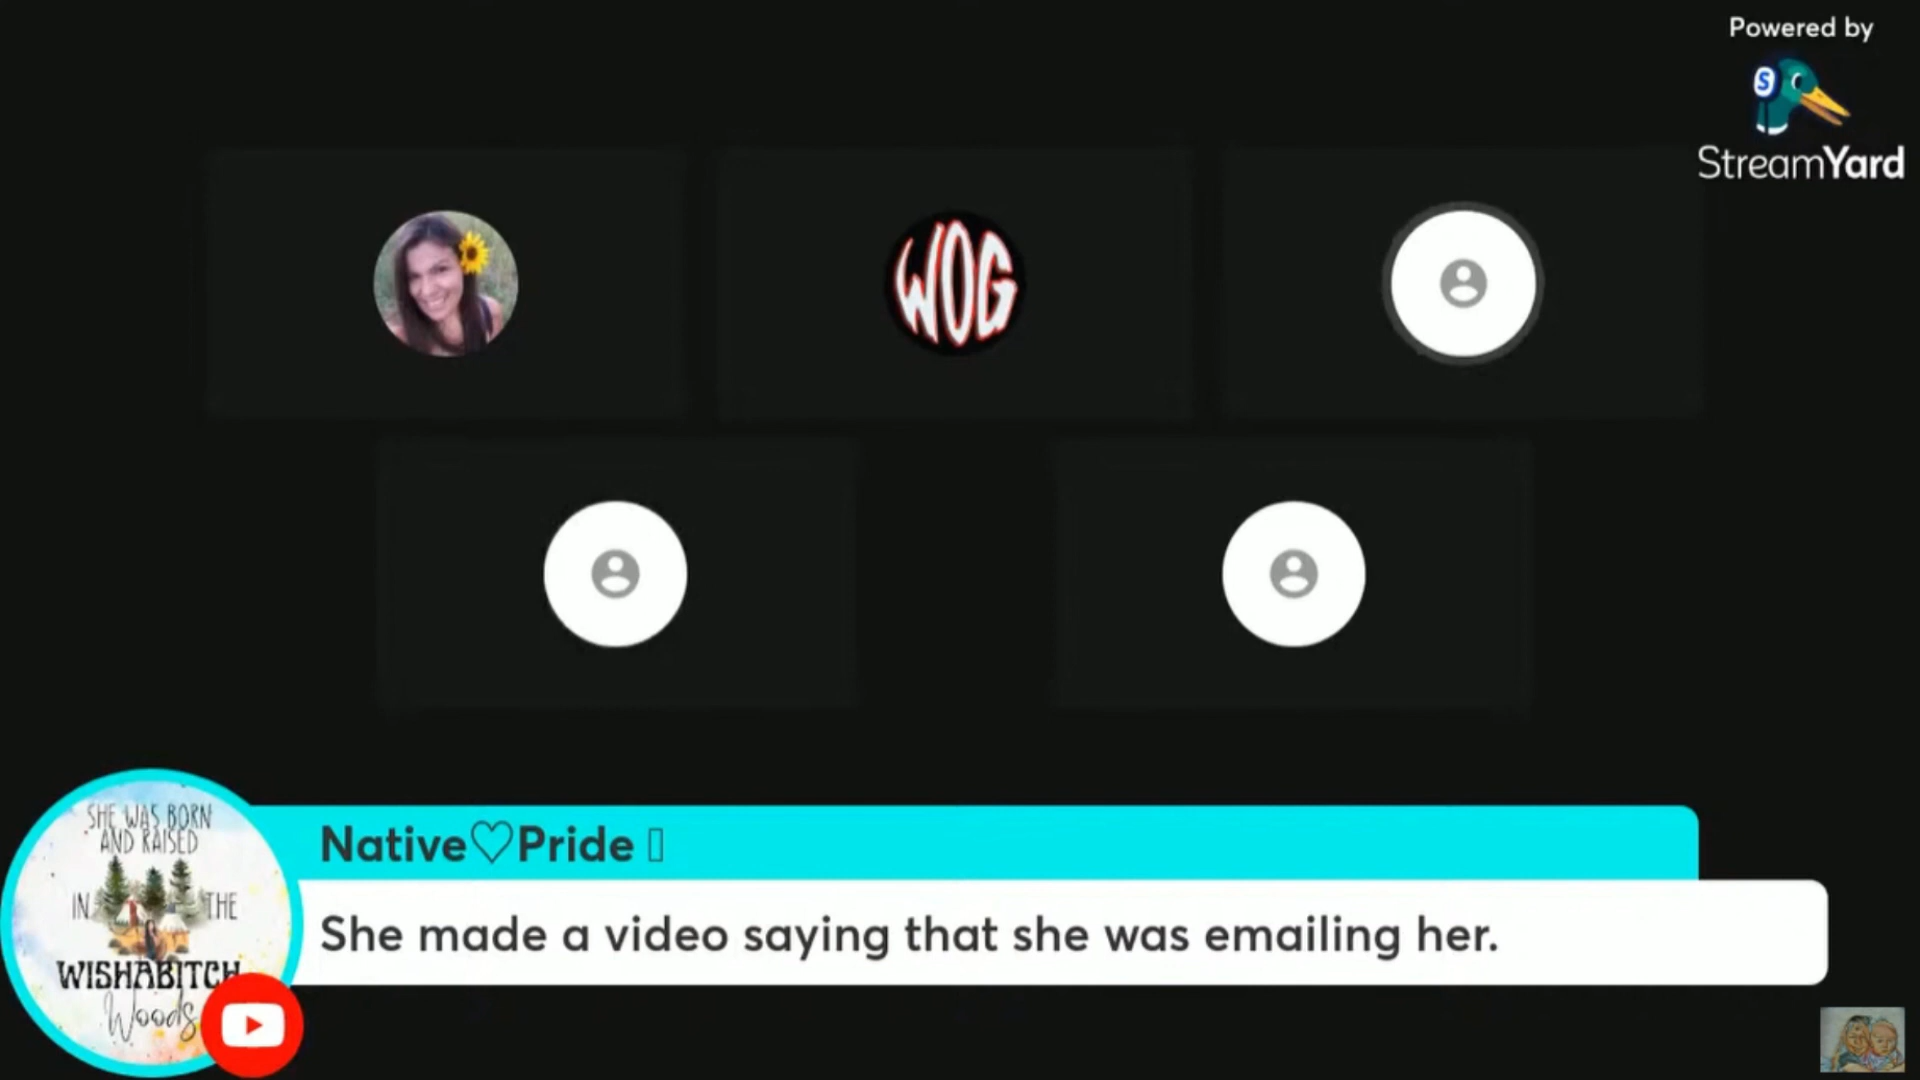 Powered by
S
StreamYard
WOG
Native♡Pride
She made a video saying that she was emailing her.
SHE WAS BORN
AND RAISED
IN THE
WISHABITCH
Woods